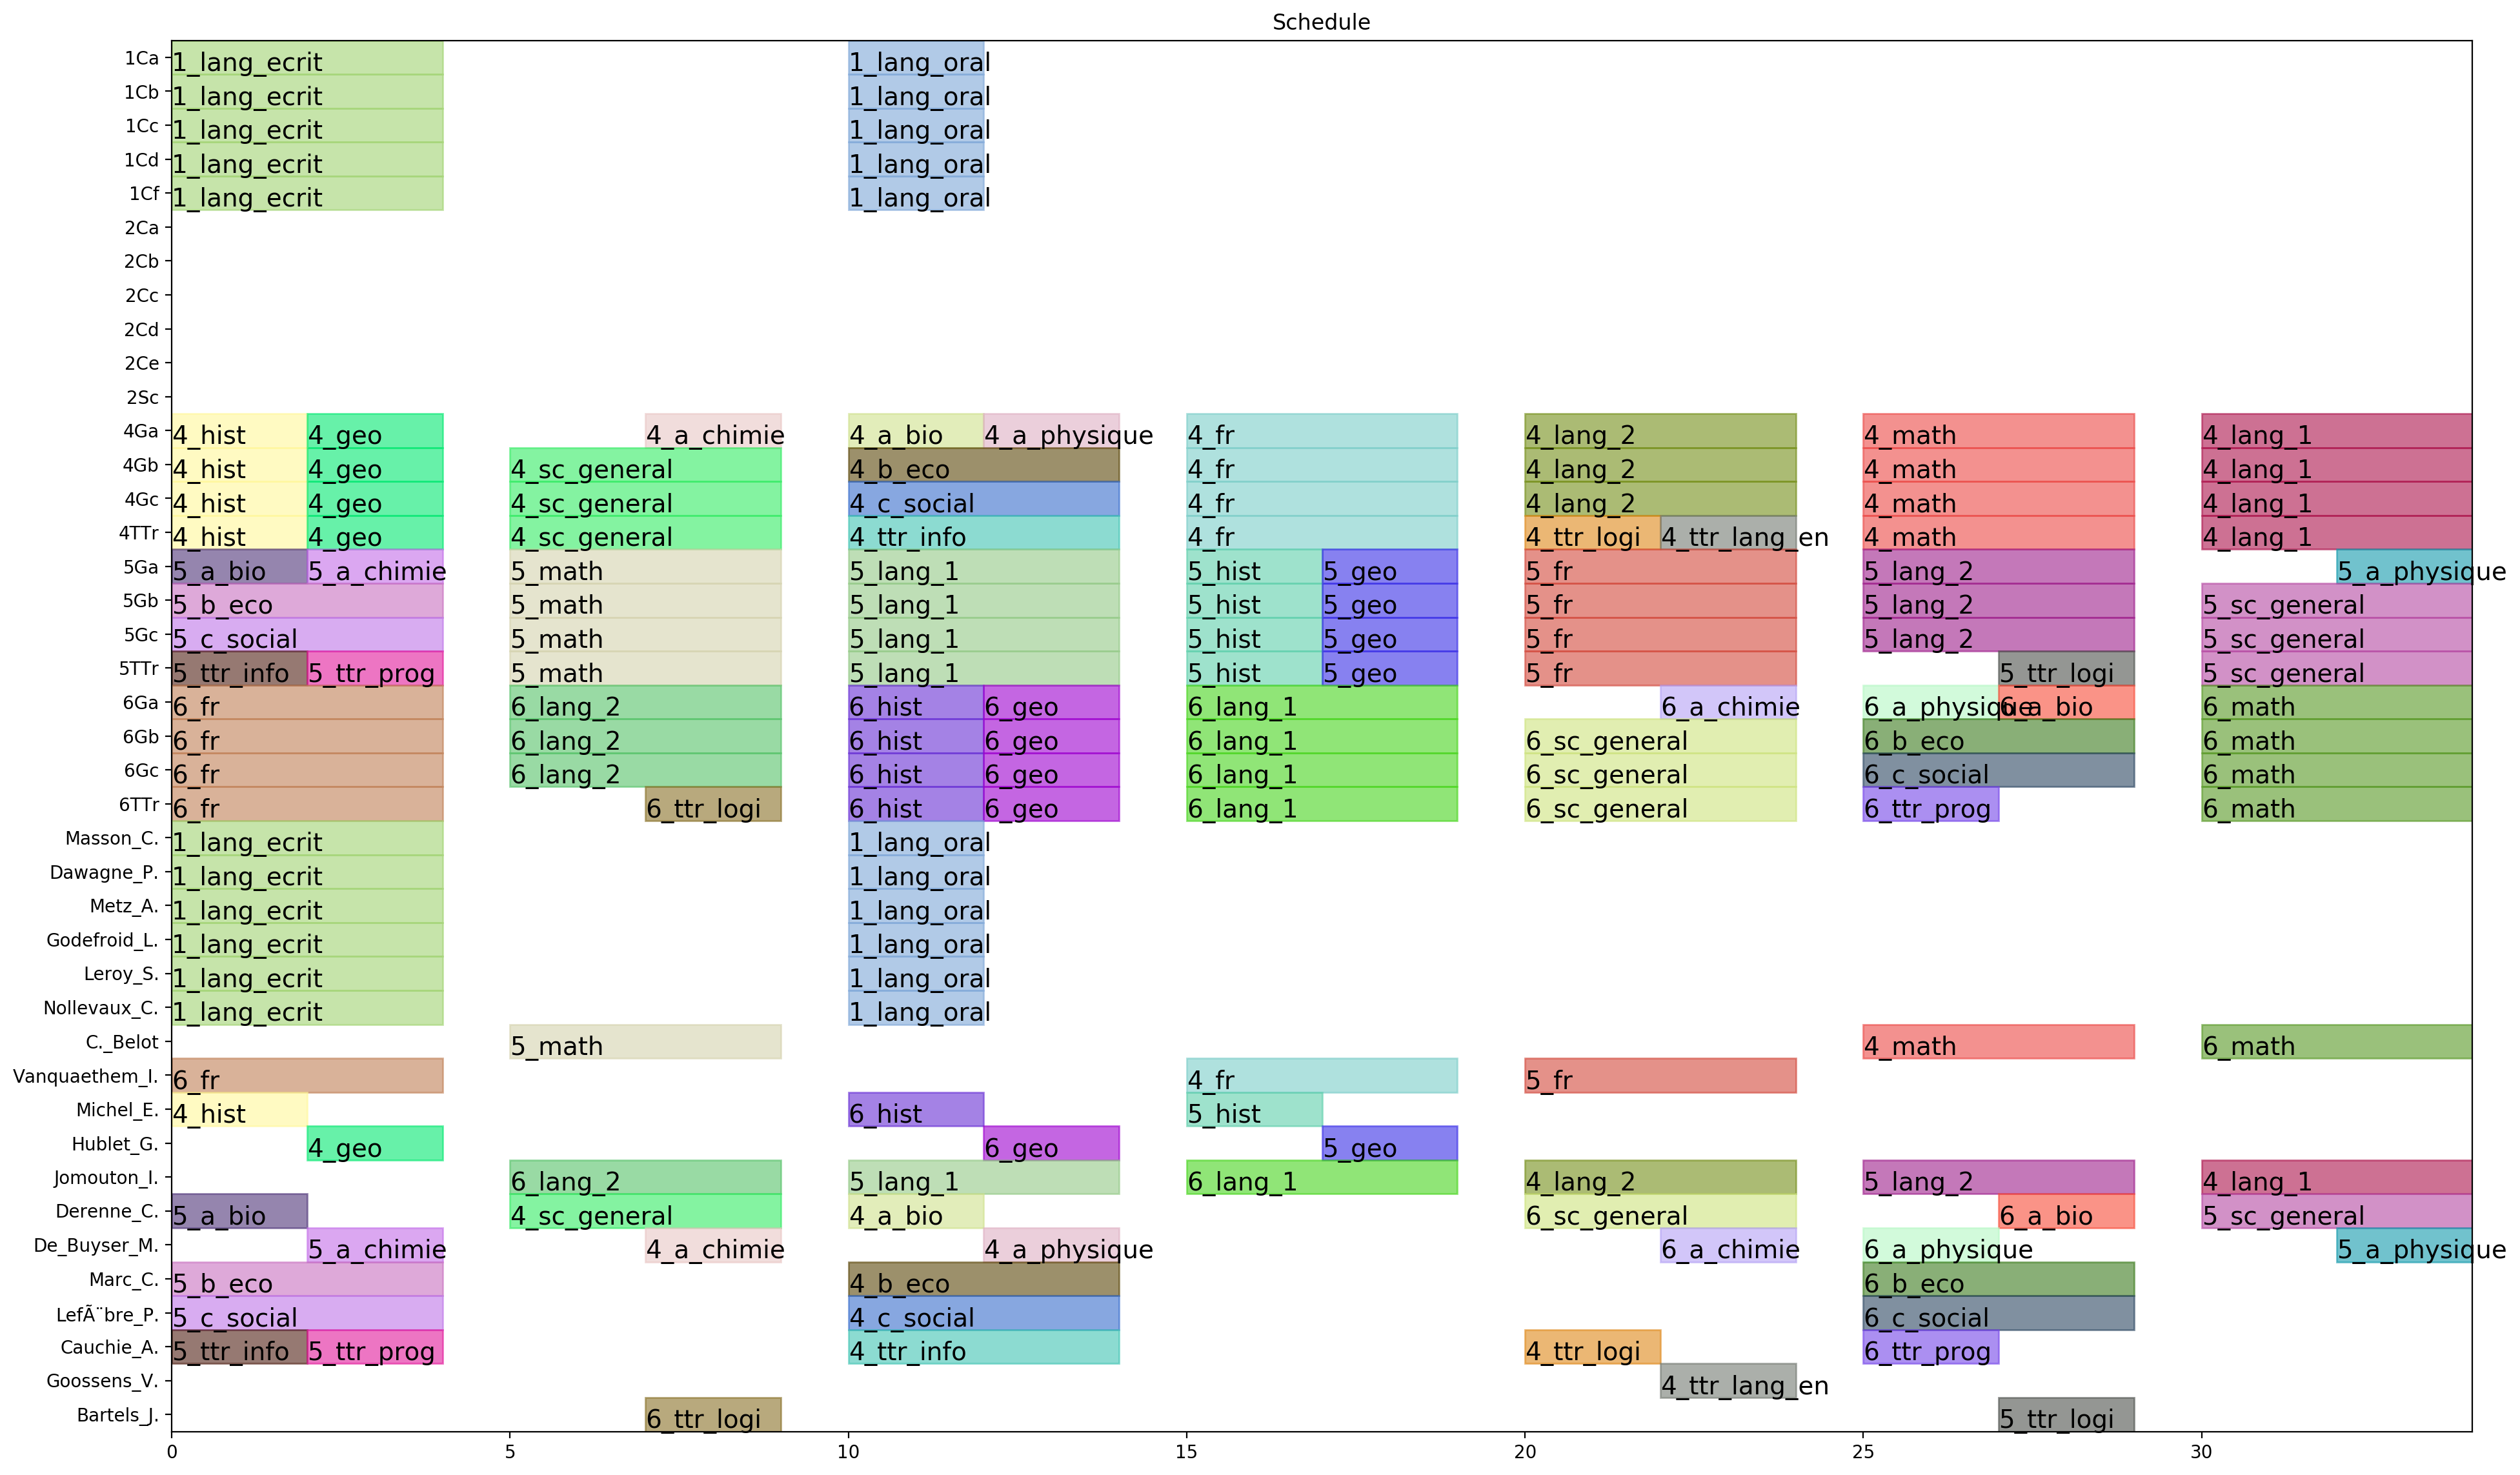 Schedule
1Ca 1_lang_ecrit 1_lang_oral
1Cb 1_lang_ecrit 1_lang_oral
1Cc 1_lang_ecrit 1_lang_oral
1Cd 1_lang_ecrit 1_lang_oral
1Cf 1_lang_ecrit 1_lang_oral
2Ca
2Cb
2Cc
2Cd
2Ce
2Sc
4Ga 4_hist 4_geo 4_a_chimie 4_a_bio 4_a_physique 4_fr 4_lang_2 4_math 4_lang_1
4Gb 4_hist 4_geo 4_sc_general 4_b_eco 4_fr 4_lang_2 4_math 4_lang_1
4Gc 4_hist 4_geo 4_sc_general 4_c_social 4_fr 4_lang_2 4_math 4_lang_1
4TTr 4_hist 4_geo 4_sc_general 4_ttr_info 4_fr 4_ttr_logi 4_ttr_lang_en 4_math 4_lang_1
5Ga 5_a_bio 5_a_chimie 5_math 5_lang_1 5_hist 5_geo 5_fr 5_lang_2 5_a_physique
5Gb 5_b_eco 5_math 5_lang_1 5_hist 5_geo 5_fr 5_lang_2 5_sc_general
5Gc 5_c_social 5_math 5_lang_1 5_hist 5_geo 5_fr 5_lang_2 5_sc_general
5TTr 5_ttr_info 5_ttr_prog 5_math 5_lang_1 5_hist 5_geo 5_fr 5_ttr_logi 5_sc_general
6Ga 6_fr 6_lang_2 6_hist 6_geo 6_lang_1 6_a_chimie 6_a_physique 6_a_bio 6_math
6Gb 6_fr 6_lang_2 6_hist 6_geo 6_lang_1 6_sc_general 6_b_eco 6_math
6Gc 6_fr 6_lang_2 6_hist 6_geo 6_lang_1 6_sc_general 6_c_social 6_math
6TTr 6_fr 6_ttr_logi 6_hist 6_geo 6_lang_1 6_sc_general 6_ttr_prog 6_math
Masson_C. 1_lang_ecrit 1_lang_oral
Dawagne_P. 1_lang_ecrit 1_lang_oral
Metz_A. 1_lang_ecrit 1_lang_oral
Godefroid_L. 1_lang_ecrit 1_lang_oral
Leroy_S. 1_lang_ecrit 1_lang_oral
Nollevaux_C. 1_lang_ecrit 1_lang_oral
C._Belot 5_math 4_math 6_math
Vanquaethem_I. 6_fr 4_fr 5_fr
Michel_E. 4_hist 6_hist 5_hist
Hublet_G. 4_geo 6_geo 5_geo
Jomouton_I. 6_lang_2 5_lang_1 6_lang_1 4_lang_2 5_lang_2 4_lang_1
Derenne_C. 5_a_bio 4_sc_general 4_a_bio 6_sc_general 6_a_bio 5_sc_general
De_Buyser_M. 5_a_chimie 4_a_chimie 4_a_physique 6_a_chimie 6_a_physique 5_a_physique
Marc_C. 5_b_eco 4_b_eco 6_b_eco
LefÃ¨bre_P. 5_c_social 4_c_social 6_c_social
Cauchie_A. 5_ttr_info 5_ttr_prog 4_ttr_info 4_ttr_logi 6_ttr_prog
Goossens_V. 4_ttr_lang_en
Bartels_J. 6_ttr_logi 5_ttr_logi
0 5 10 15 20 25 30